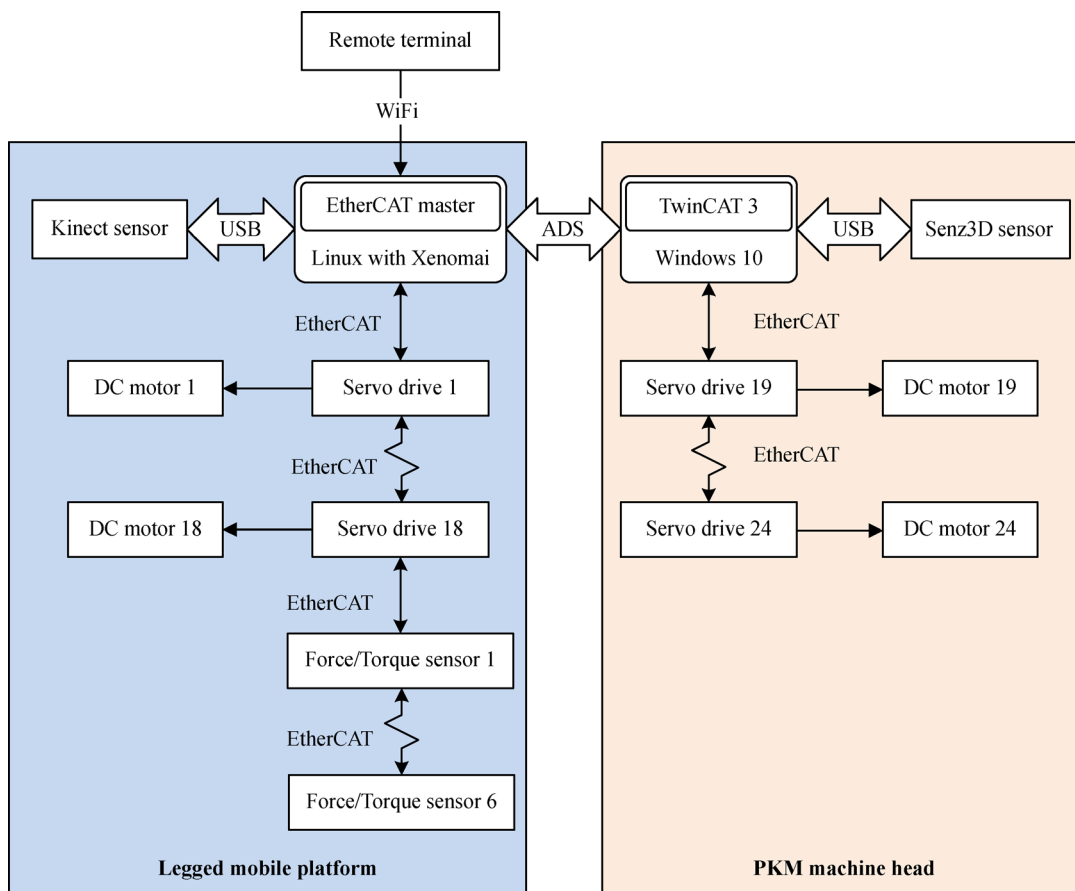 Remote terminal
WiFi
EtherCAT master
Linux with Xenomai
Kinect sensor
USB
ADS
TwinCAT 3
Windows 10
USB
Senz3D sensor
EtherCAT
EtherCAT
DC motor 1
Servo drive 1
Servo drive 19
DC motor 19
EtherCAT
EtherCAT
DC motor 18
Servo drive 18
Servo drive 24
DC motor 24
EtherCAT
Force/Torque sensor 1
EtherCAT
Force/Torque sensor 6
Legged mobile platform
PKM machine head